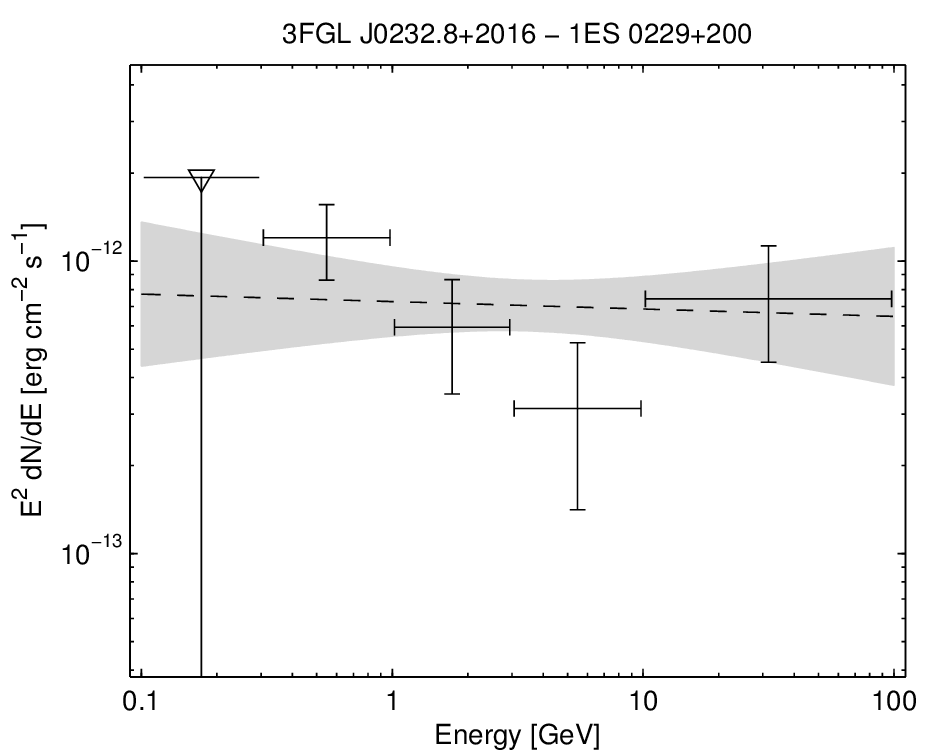 3FGL J0232.8+2016 − 1ES 0229+200
E² dN/dE [erg cm⁻² s⁻¹]
10⁻¹²
10⁻¹³
0.1 1 10 100
Energy [GeV]